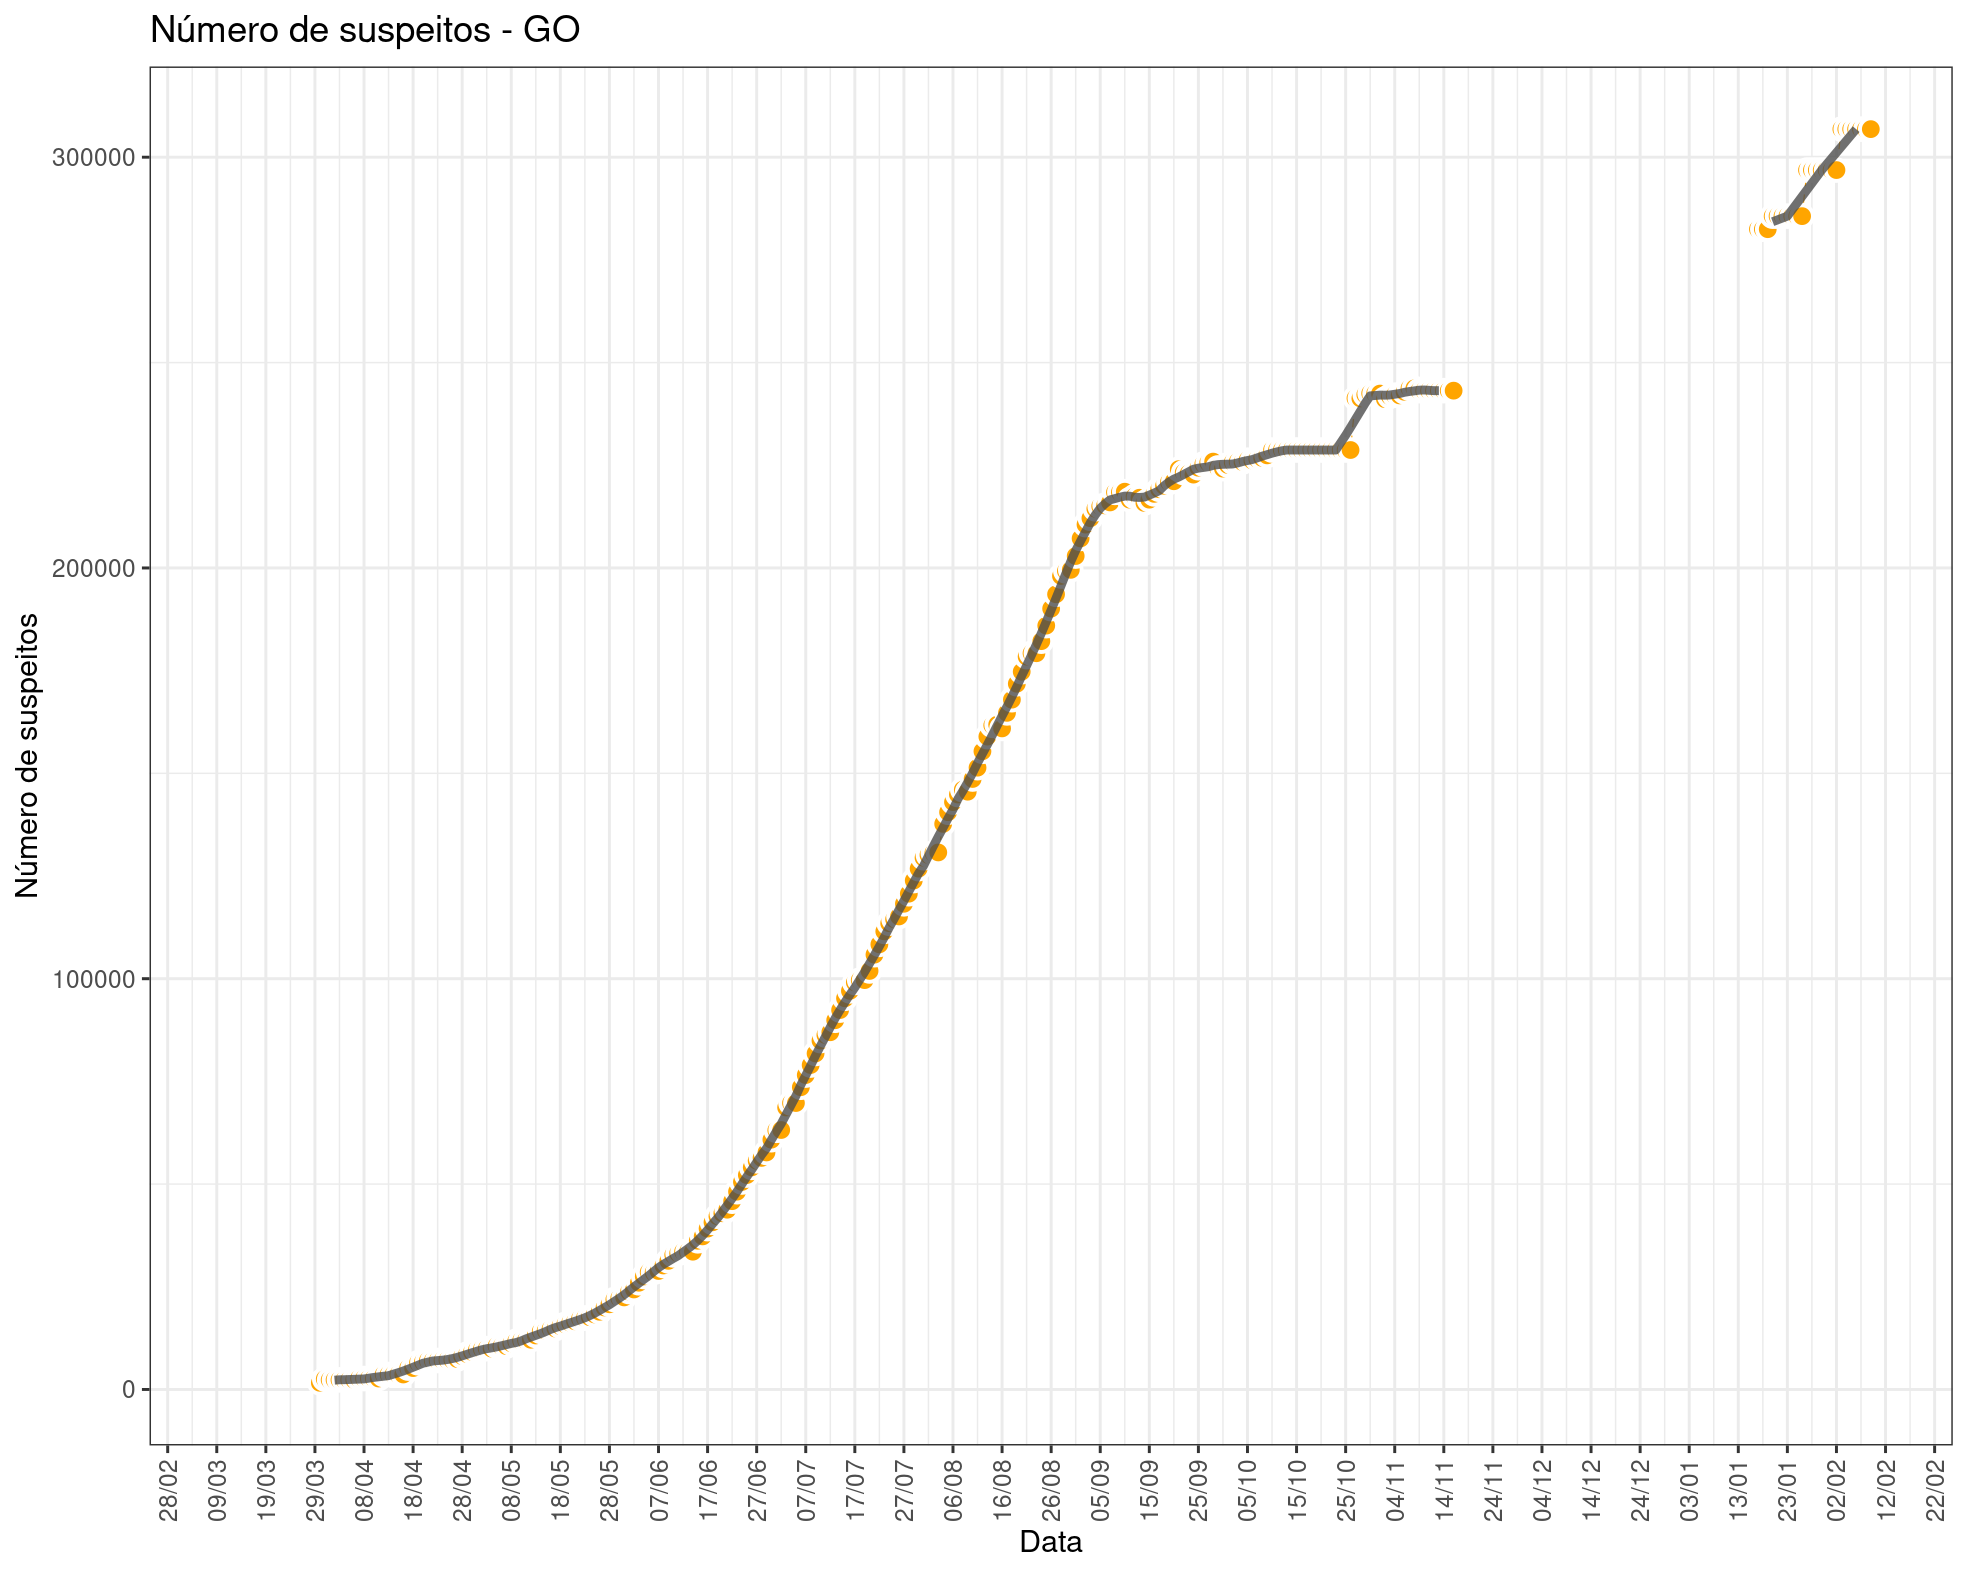 Número de suspeitos - GO
Número de suspeitos
300000
200000
100000
0
28/02 09/03 19/03 29/03 08/04 18/04 28/04 08/05 18/05 28/05 07/06 17/06 27/06 07/07 17/07 27/07 06/08 16/08 26/08 05/09 15/09 25/09 05/10 15/10 25/10 04/11 14/11 24/11 04/12 14/12 24/12 03/01 13/01 23/01 02/02 12/02 22/02
Data